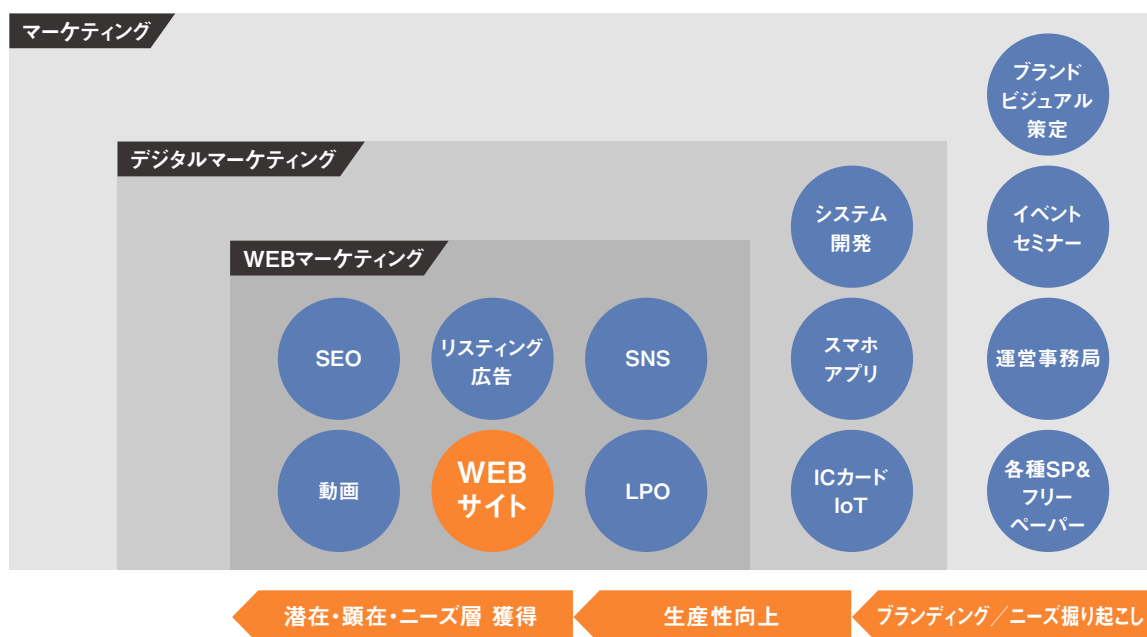 マーケティング
ブランド
ビジュアル
策定
デジタルマーケティング
システム
開発
イベント
セミナー
WEBマーケティング
SEO
リスティング
広告
SNS
スマホ
アプリ
運営事務局
動画
WEB
サイト
LPO
ICカード
IoT
各種SP&
フリー
ペーパー
潜在・顕在・ニーズ層 獲得
生産性向上
ブランディング／ニーズ掘り起こし